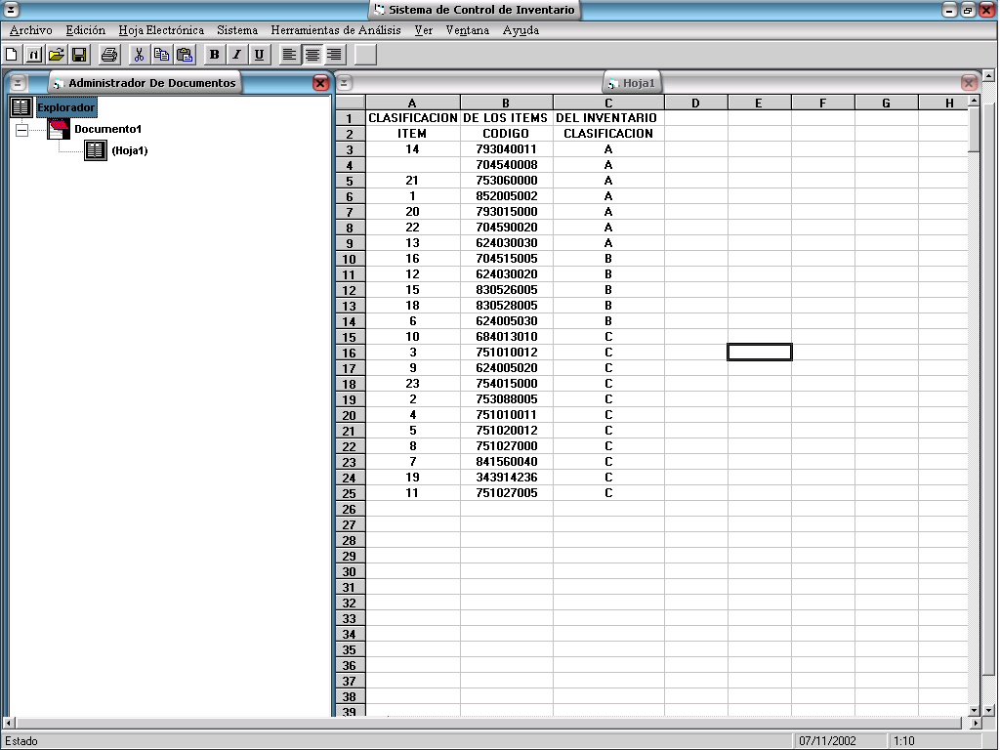 Sistema de Control de Inventario
Archivo Edición Hoja Electrónica Sistema Herramientas de Análisis Ver Ventana Ayuda
B I U
Administrador De Documentos
Explorador
Documento1
(Hoja1)
Hoja1
A B C D E F G H
1 CLASIFICACION DE LOS ITEMS DEL INVENTARIO
2 ITEM CODIGO CLASIFICACION
3 14 793040011 A
4 704540008 A
5 21 753060000 A
6 1 852005002 A
7 20 793015000 A
8 22 704590020 A
9 13 624030030 A
10 16 704515005 B
11 12 624030020 B
12 15 830526005 B
13 18 830528005 B
14 6 624005030 B
15 10 684013010 C
16 3 751010012 C
17 9 624005020 C
18 23 754015000 C
19 2 753088005 C
20 4 751010011 C
21 5 751020012 C
22 8 751027000 C
23 7 841560040 C
24 19 343914236 C
25 11 751027005 C
26
27
28
29
30
31
32
33
34
35
36
37
38
39
Estado 07/11/2002 1:10